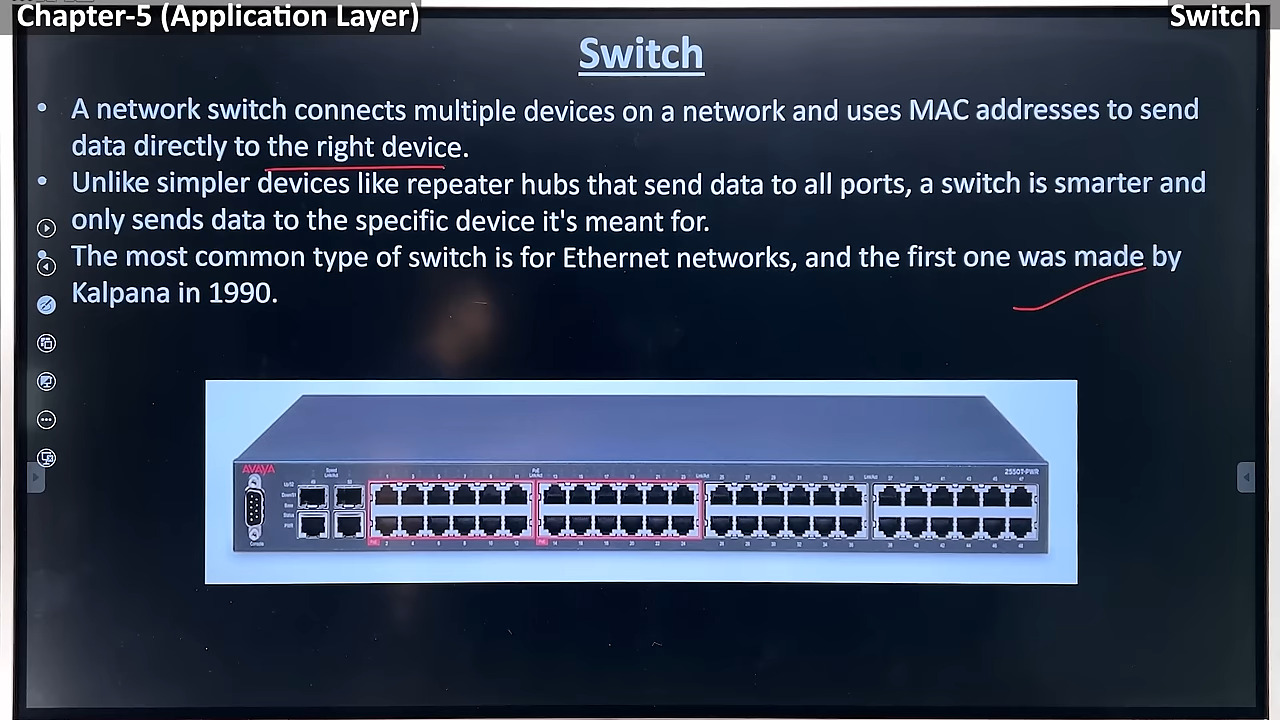 Chapter-5 (Application Layer)
Switch
Switch
• A network switch connects multiple devices on a network and uses MAC addresses to send
data directly to the right device.
• Unlike simpler devices like repeater hubs that send data to all ports, a switch is smarter and
only sends data to the specific device it's meant for.
• The most common type of switch is for Ethernet networks, and the first one was made by
Kalpana in 1990.
AVAYA
2550T-PWR
Console